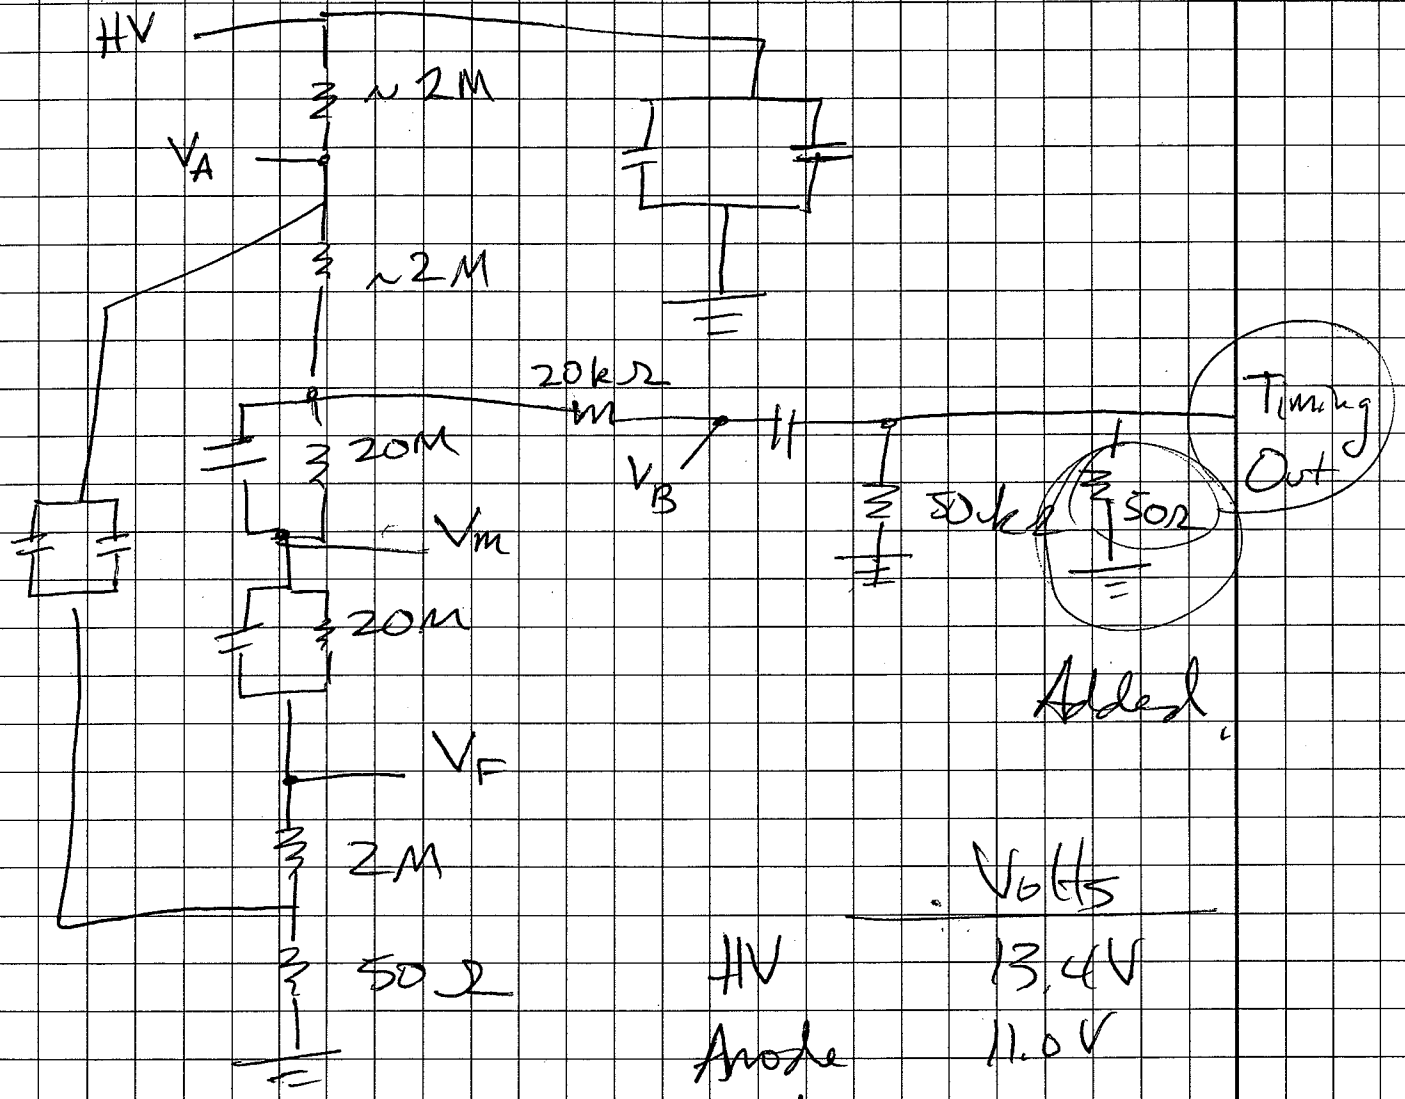 HV
~ 2M
VA
~2M
20kΩ
20M
VB
Timing
Out
50kΩ
50Ω
Vm
20M
Added.
VF
2M
Volts
50Ω
HV 13.4V
Anode 11.0V